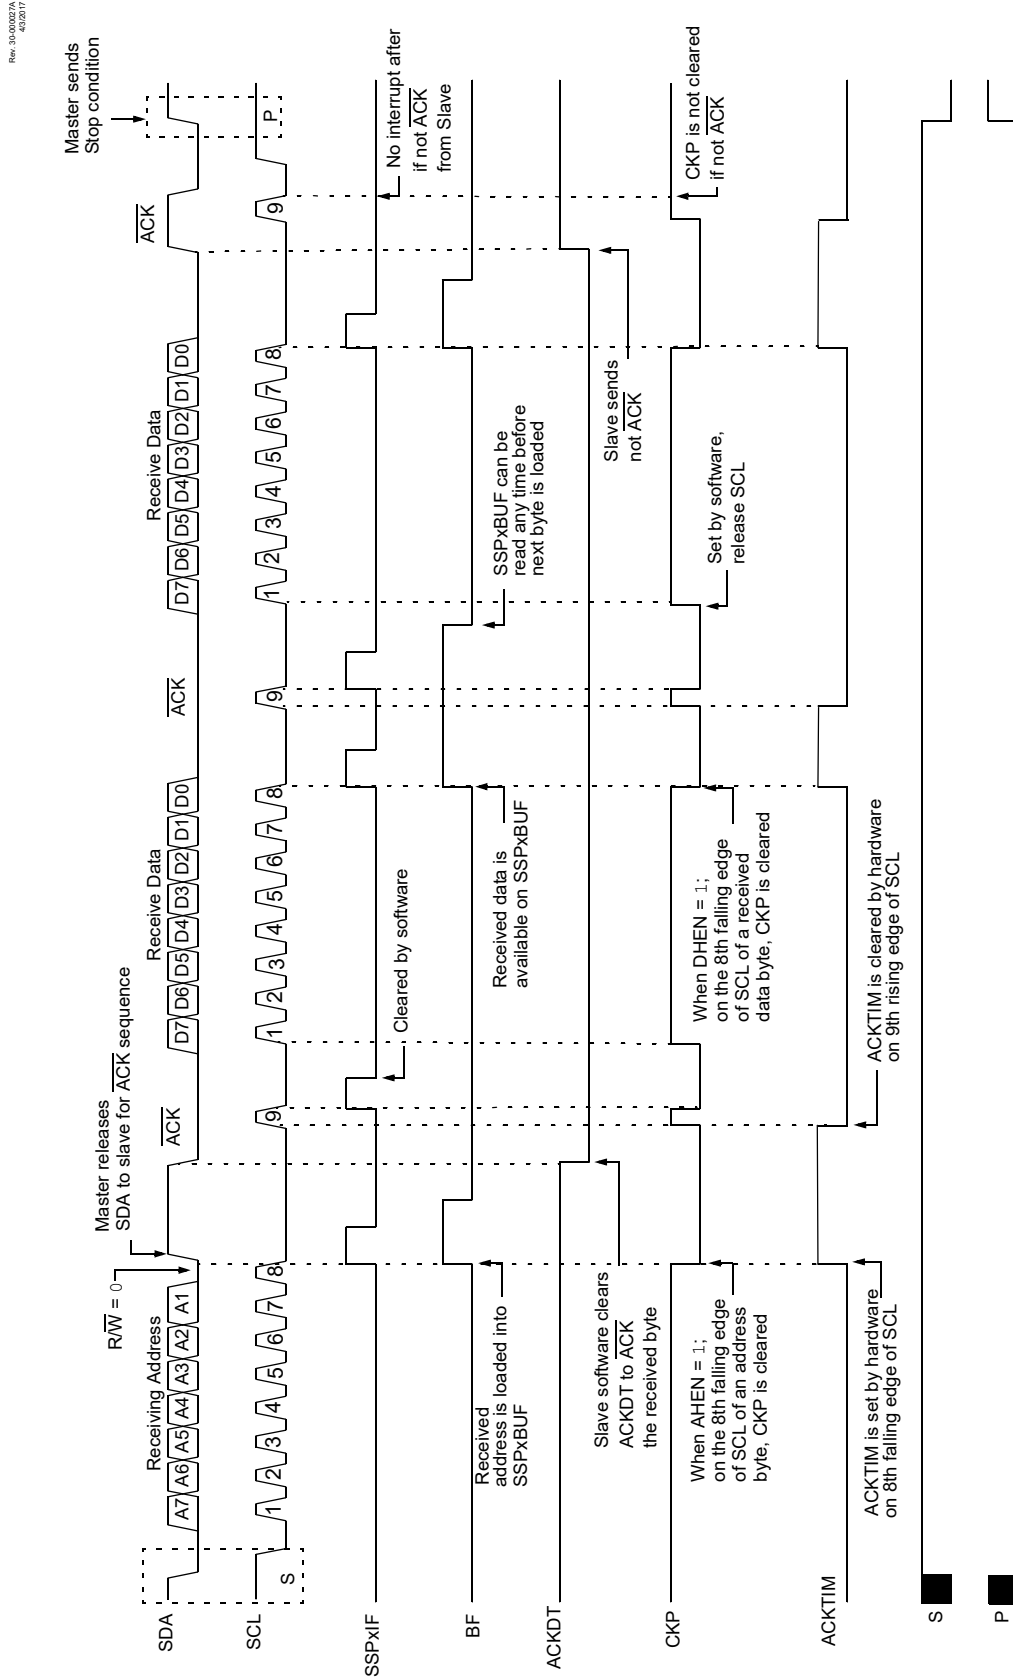 Rev. 30-000027A
4/3/2017
Master releases
SDA to slave for ACK sequence
Master sends
Stop condition
R/W = 0
Receiving Address
ACK
Receive Data
ACK
Receive Data
ACK
SDA
A7 A6 A5 A4 A3 A2 A1
D7 D6 D5 D4 D3 D2 D1 D0
D7 D6 D5 D4 D3 D2 D1 D0
SCL
S
1 2 3 4 5 6 7 8 9
1 2 3 4 5 6 7 8 9
1 2 3 4 5 6 7 8 9
P
SSPxIF
Cleared by software
No interrupt after
if not ACK
from Slave
BF
Received
address is loaded into
SSPxBUF
Received data is
available on SSPxBUF
SSPxBUF can be
read any time before
next byte is loaded
ACKDT
Slave software clears
ACKDT to ACK
the received byte
Slave sends
not ACK
CKP
When AHEN = 1;
on the 8th falling edge
of SCL of an address
byte, CKP is cleared
When DHEN = 1;
on the 8th falling edge
of SCL of a received
data byte, CKP is cleared
Set by software,
release SCL
CKP is not cleared
if not ACK
ACKTIM
ACKTIM is set by hardware
on 8th falling edge of SCL
ACKTIM is cleared by hardware
on 9th rising edge of SCL
S
P